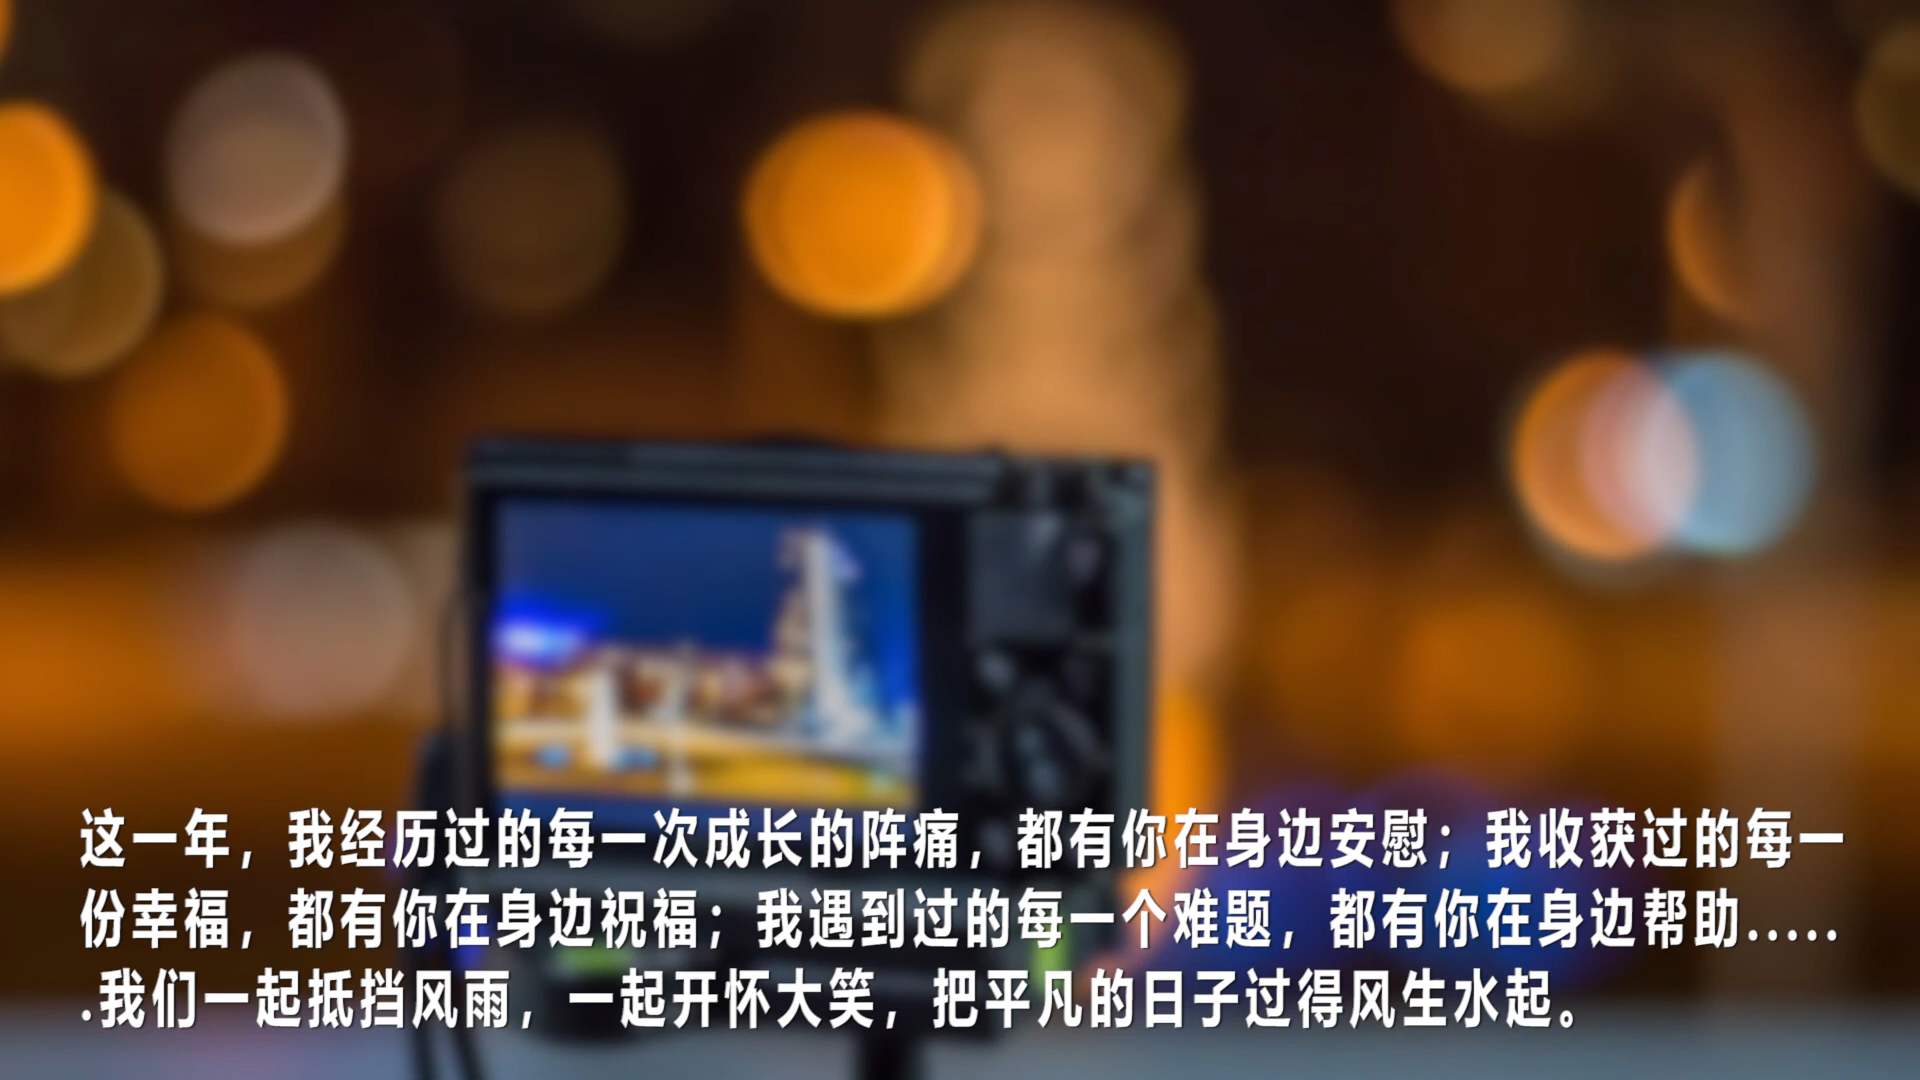 这一年，我经历过的每一次成长的阵痛，都有你在身边安慰；我收获过的每一
份幸福，都有你在身边祝福；我遇到过的每一个难题，都有你在身边帮助.....
.我们一起抵挡风雨，一起开怀大笑，把平凡的日子过得风生水起。